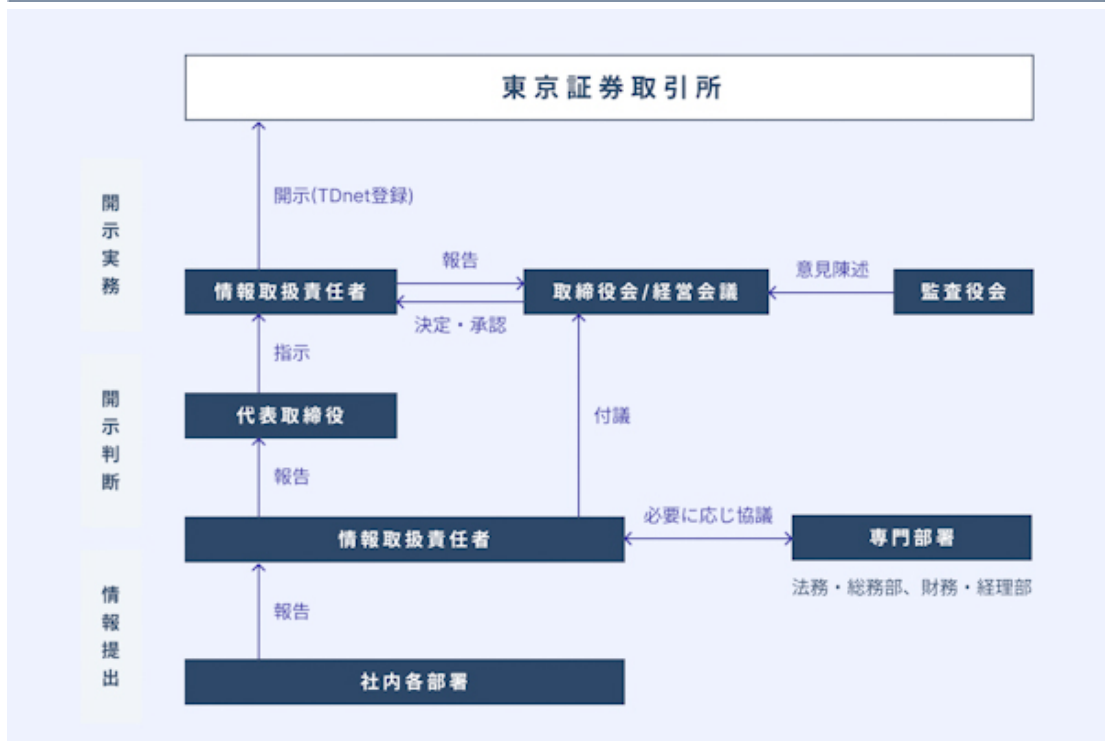 東京証券取引所
開示実務
開示(TDnet登録)
情報取扱責任者
報告
決定・承認
取締役会/経営会議
意見陳述
監査役会
指示
開示判断
代表取締役
付議
報告
情報取扱責任者
必要に応じ協議
専門部署
法務・総務部、財務・経理部
情報提出
報告
社内各部署